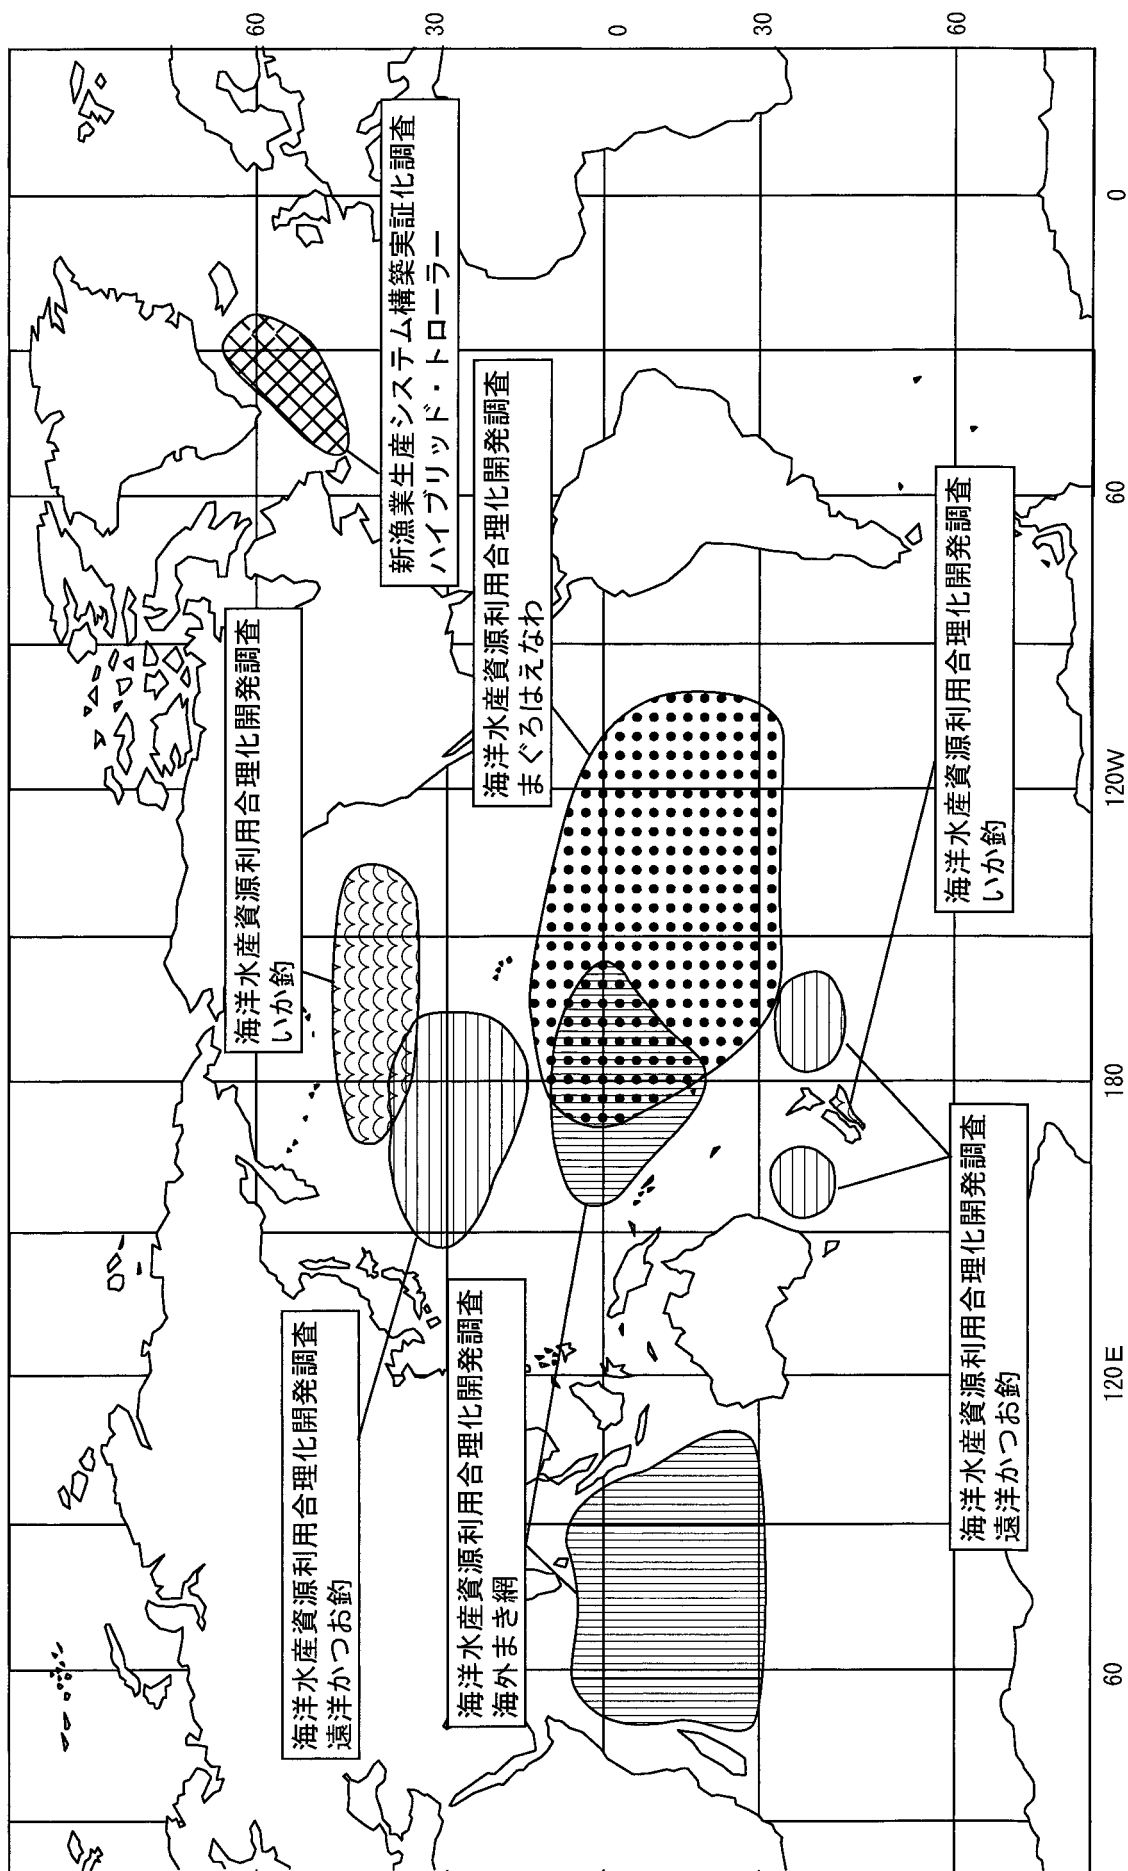 海洋水産資源利用合理化開発調査
遠洋かつお釣
海洋水産資源利用合理化開発調査
海外まき網
海洋水産資源利用合理化開発調査
いか釣
海洋水産資源利用合理化開発調査
まぐろはえなわ
新漁業生産システム構築実証化調査
ハイブリッド・トローラー
海洋水産資源利用合理化開発調査
遠洋かつお釣
海洋水産資源利用合理化開発調査
いか釣
60
30
0
30
60
60
120E
180
120W
60
0